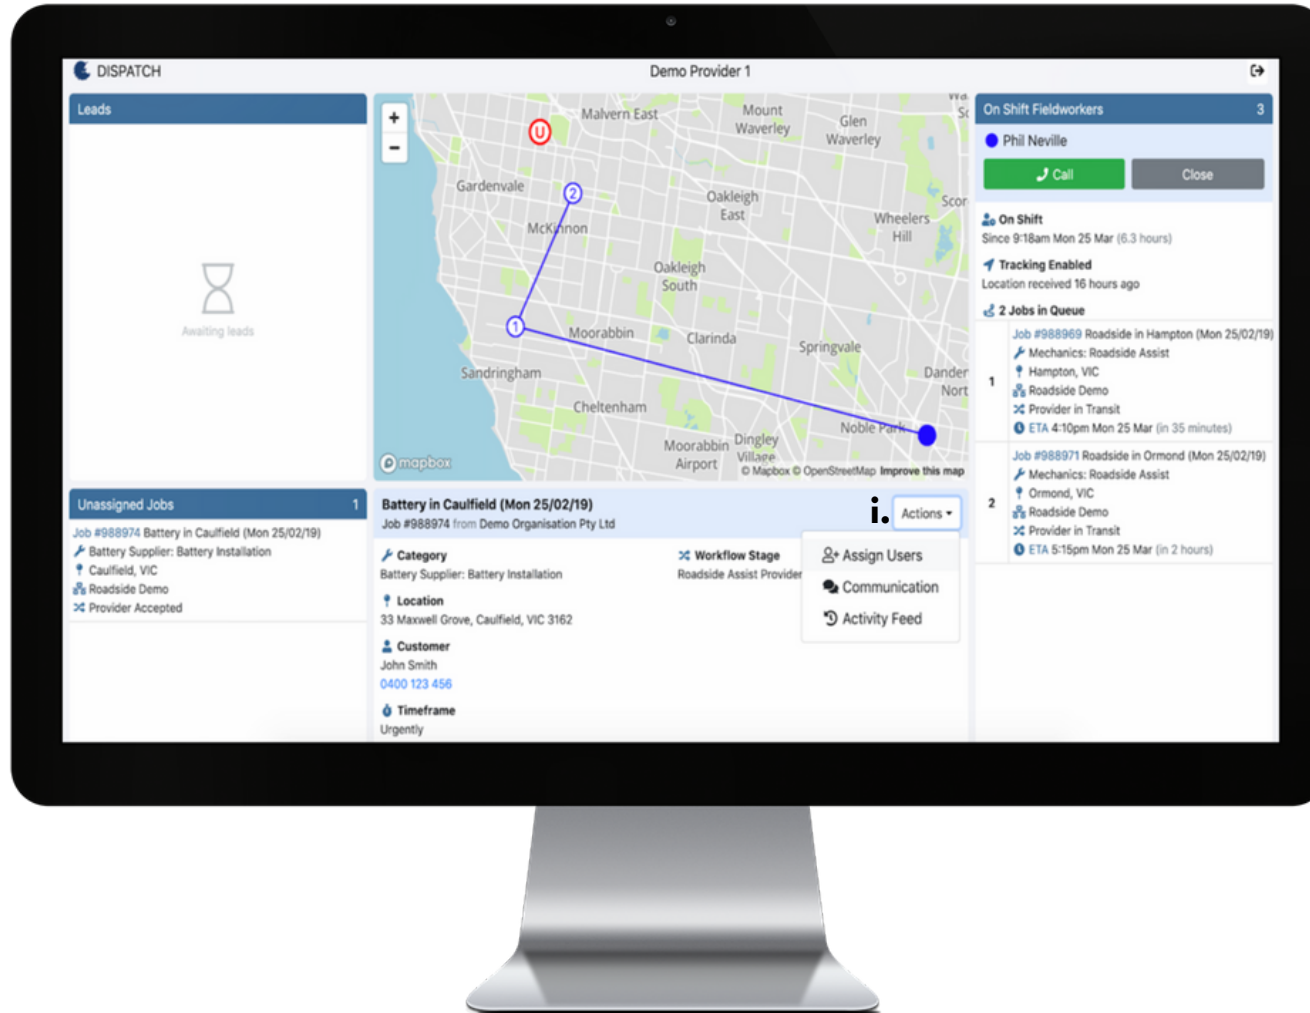 DISPATCH
Demo Provider 1
Leads
Awaiting leads
Unassigned Jobs 1
Job #988974 Battery in Caulfield (Mon 25/02/19)
Battery Supplier: Battery Installation
Caulfield, VIC
Roadside Demo
Provider Accepted
+
−
Malvern East
Mount
Waverley
Glen
Waverley
U
Gardenvale
2
Oakleigh
East
Wheelers
Hill
Scor
McKinnon
Oakleigh
South
1
Moorabbin
Clarinda
Springvale
Sandringham
Dander
Nort
Cheltenham
Noble Park
Moorabbin
Airport
Dingley
Village
mapbox
© Mapbox © OpenStreetMap Improve this map
Battery in Caulfield (Mon 25/02/19)
Job #988974 from Demo Organisation Pty Ltd
i.
Actions
Category
Battery Supplier: Battery Installation
Workflow Stage
Roadside Assist Provider
Assign Users
Communication
Activity Feed
Location
33 Maxwell Grove, Caulfield, VIC 3162
Customer
John Smith
0400 123 456
Timeframe
Urgently
On Shift Fieldworkers 3
Phil Neville
Call
Close
On Shift
Since 9:18am Mon 25 Mar (6.3 hours)
Tracking Enabled
Location received 16 hours ago
2 Jobs in Queue
1
Job #988969 Roadside in Hampton (Mon 25/02/19)
Mechanics: Roadside Assist
Hampton, VIC
Roadside Demo
Provider in Transit
ETA 4:10pm Mon 25 Mar (in 35 minutes)
2
Job #988971 Roadside in Ormond (Mon 25/02/19)
Mechanics: Roadside Assist
Ormond, VIC
Roadside Demo
Provider in Transit
ETA 5:15pm Mon 25 Mar (in 2 hours)